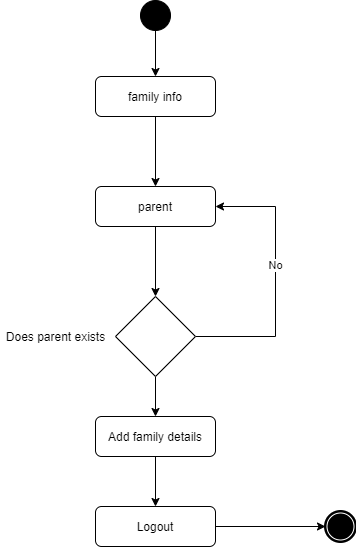 family info
parent
No
Does parent exists
Add family details
Logout